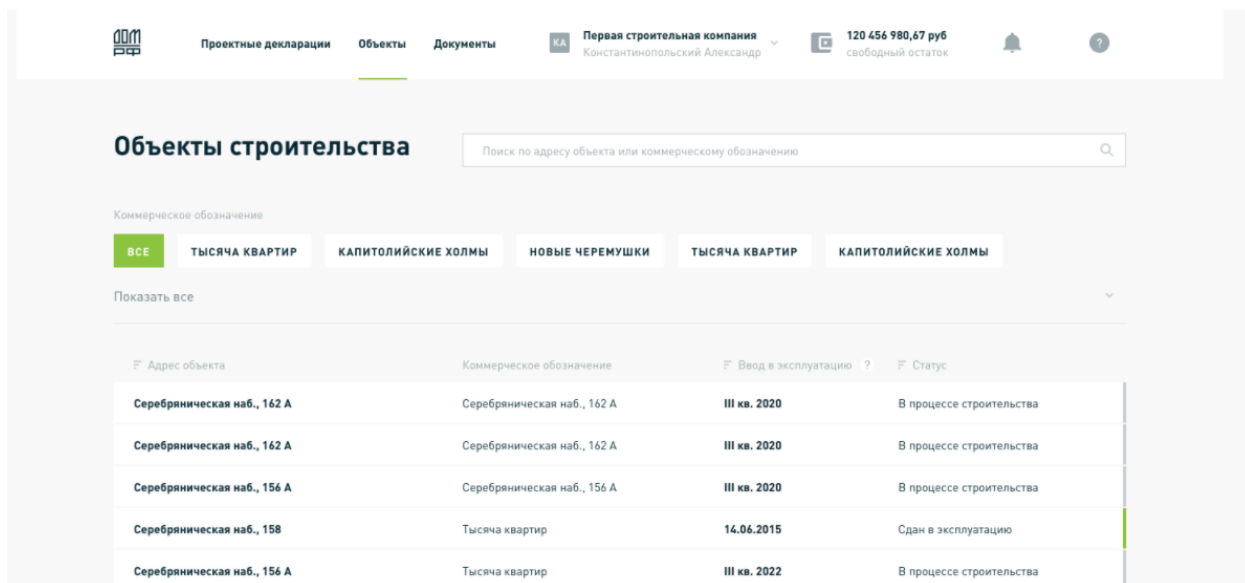 ДОМ
РФ
Проектные декларации Объекты Документы
КА
Первая строительная компания
Константинопольский Александр
120 456 980,67 руб
свободный остаток
?
Объекты строительства
Поиск по адресу объекта или коммерческому обозначению
Коммерческое обозначение
ВСЕ ТЫСЯЧА КВАРТИР КАПИТОЛИЙСКИЕ ХОЛМЫ НОВЫЕ ЧЕРЕМУШКИ ТЫСЯЧА КВАРТИР КАПИТОЛИЙСКИЕ ХОЛМЫ
Показать все
Адрес объекта Коммерческое обозначение Ввод в эксплуатацию ? Статус
Серебряническая наб., 162 А Серебряническая наб., 162 А III кв. 2020 В процессе строительства
Серебряническая наб., 162 А Серебряническая наб., 162 А III кв. 2020 В процессе строительства
Серебряническая наб., 156 А Серебряническая наб., 156 А III кв. 2020 В процессе строительства
Серебряническая наб., 158 Тысяча квартир 14.06.2015 Сдан в эксплуатацию
Серебряническая наб., 156 А Тысяча квартир III кв. 2022 В процессе строительства